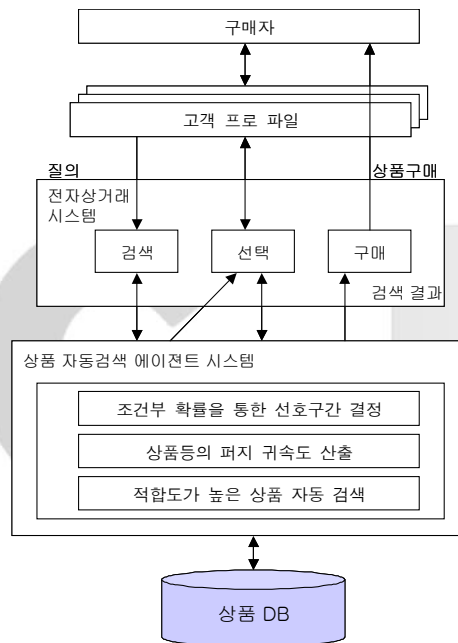 구매자
고객 프로 파일
질의
상품구매
전자상거래
시스템
검색
선택
구매
검색 결과
상품 자동검색 에이젼트 시스템
조건부 확률을 통한 선호구간 결정
상품등의 퍼지 귀속도 산출
적합도가 높은 상품 자동 검색
상품 DB